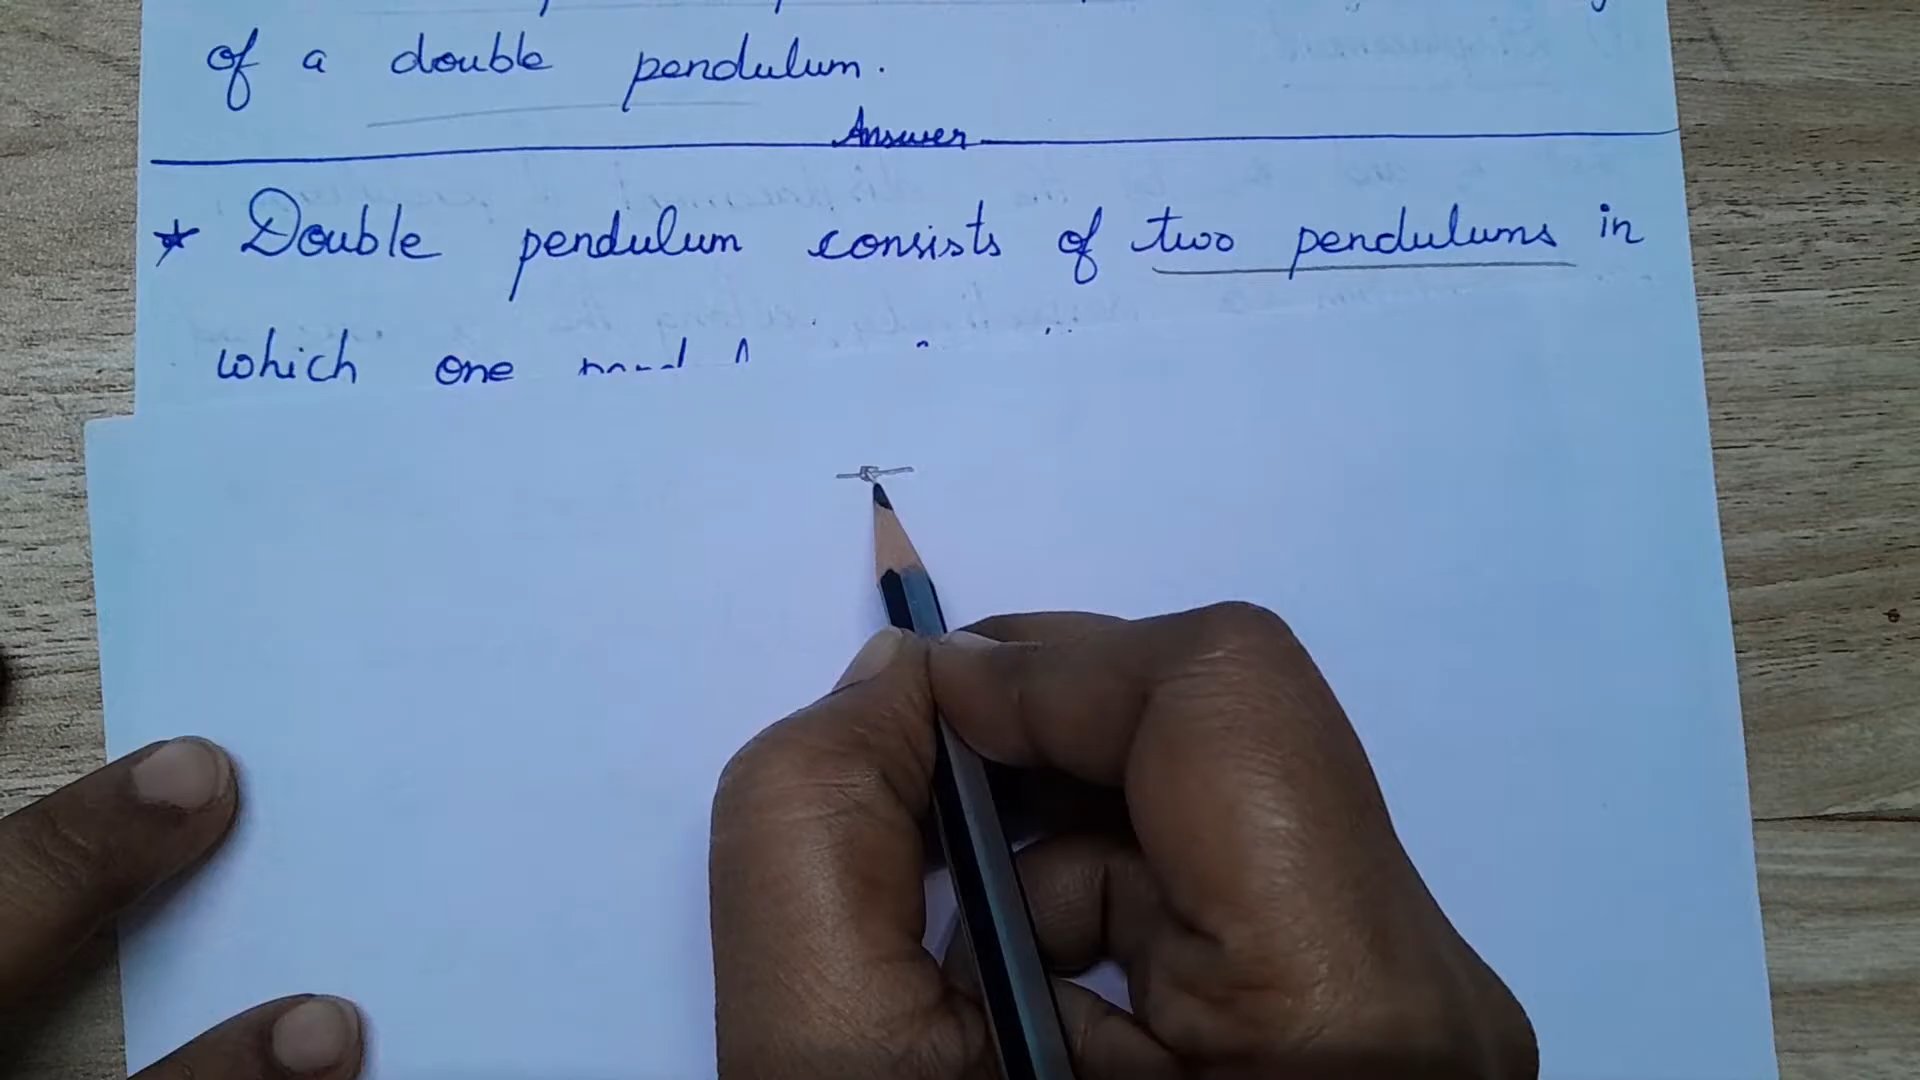 of a double pendulum.
Answer
* Double pendulum consists of two pendulums in
which one